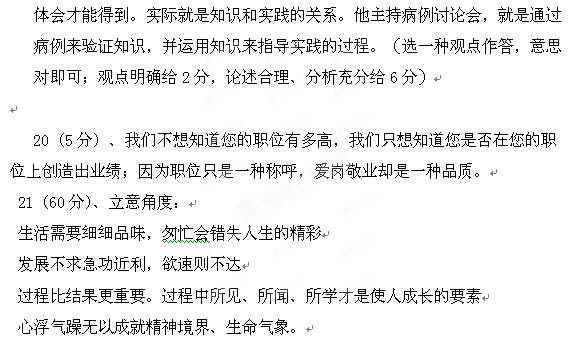 体会才能得到。实际就是知识和实践的关系。他主持病例讨论会，就是通过
病例来验证知识，并运用知识来指导实践的过程。（选一种观点作答，意思
对即可；观点明确给 2 分，论述合理、分析充分给 6 分）
20（5 分）、我们不想知道您的职位有多高，我们只想知道您是否在您的职
位上创造出业绩；因为职位只是一种称呼，爱岗敬业却是一种品质。
21（60 分）、立意角度：
生活需要细细品味，匆忙会错失人生的精彩
发展不求急功近利，欲速则不达
过程比结果更重要。过程中所见、所闻、所学才是使人成长的要素
心浮气躁无以成就精神境界、生命气象。